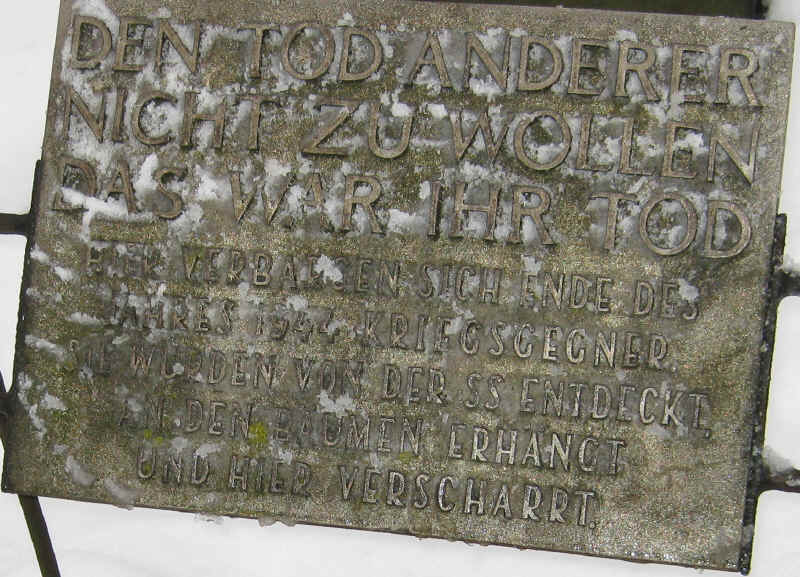 DEN TOD ANDERER
NICHT ZU WOLLEN
DAS WAR IHR TOD
HIER VERBARGEN SICH ENDE DES
JAHRES 1944 KRIEGSGEGNER.
SIE WURDEN VON DER SS ENTDECKT,
AN DEN BÄUMEN ERHÄNGT
UND HIER VERSCHARRT.